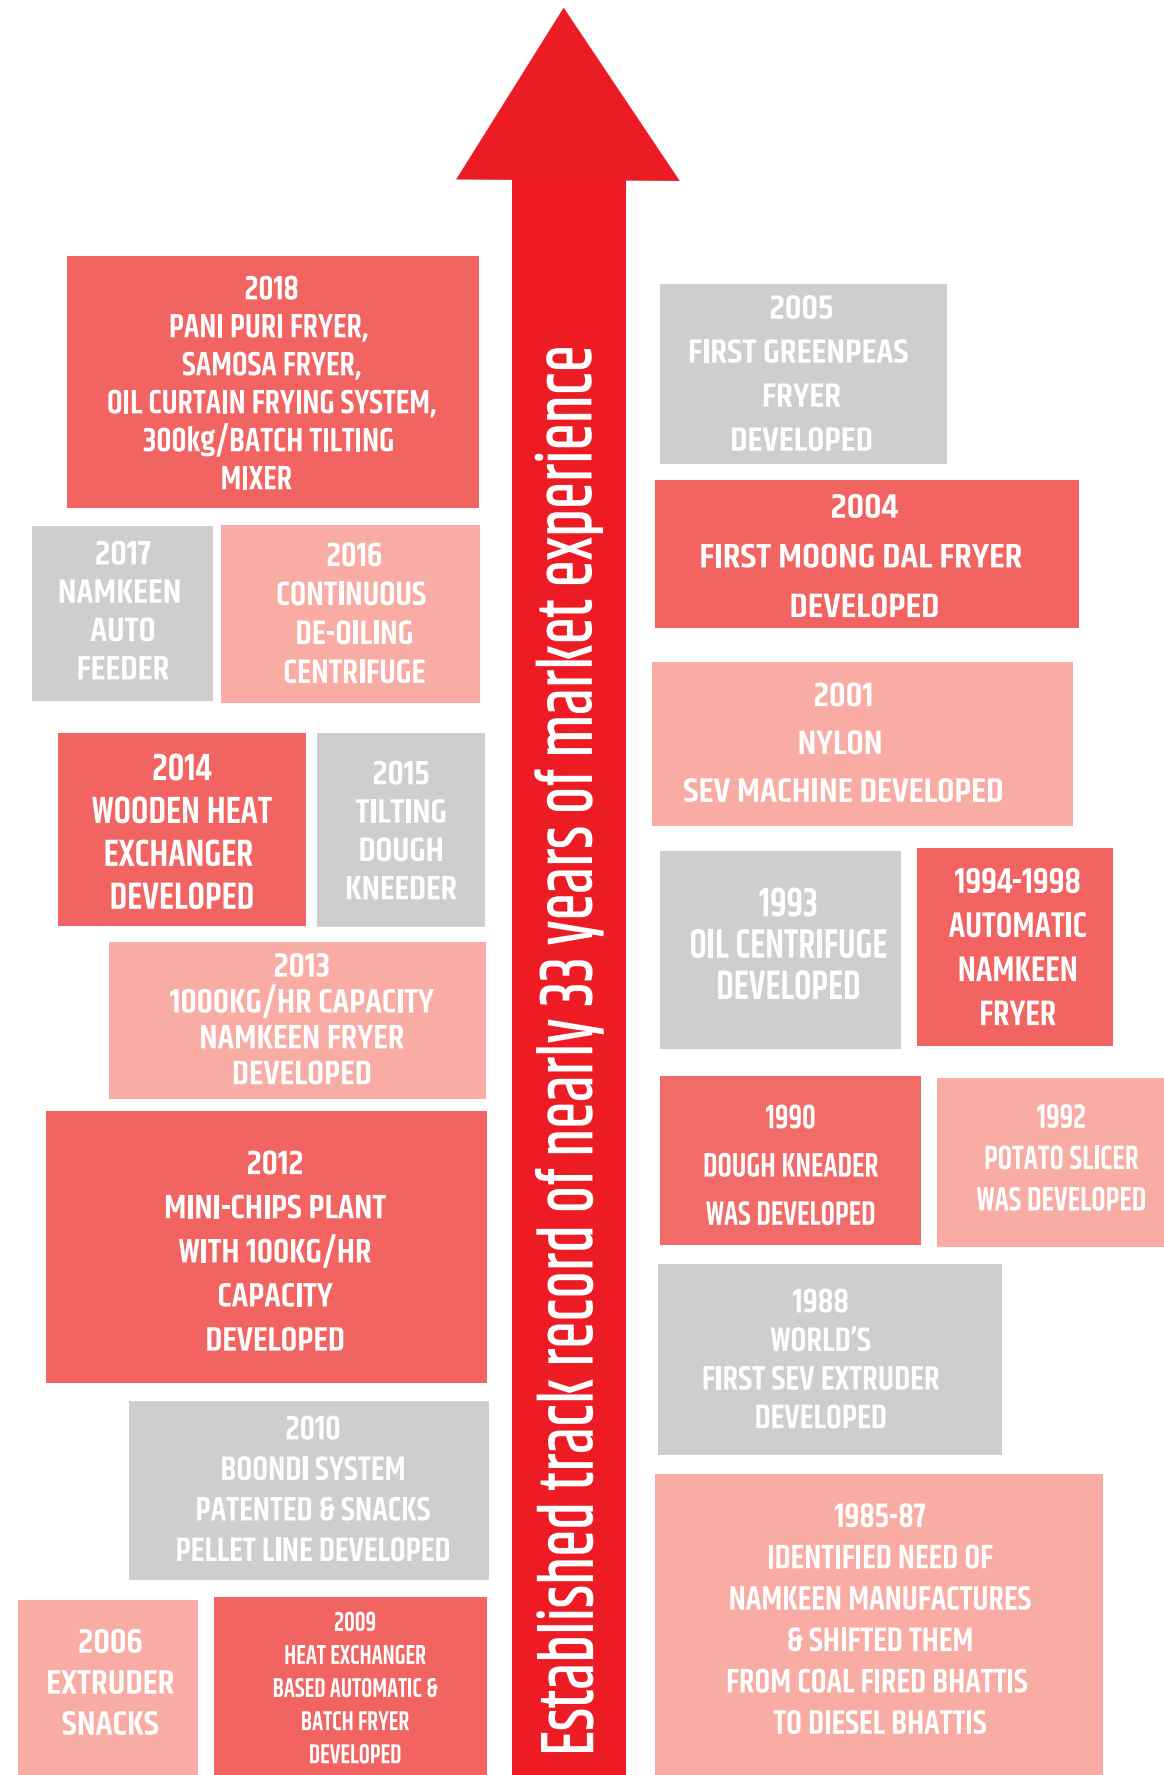 2018
PANI PURI FRYER,
SAMOSA FRYER,
OIL CURTAIN FRYING SYSTEM,
300kg/BATCH TILTING
MIXER
2017
NAMKEEN
AUTO
FEEDER
2016
CONTINUOUS
DE-OILING
CENTRIFUGE
2014
WOODEN HEAT
EXCHANGER
DEVELOPED
2015
TILTING
DOUGH
KNEEDER
2013
1000KG/HR CAPACITY
NAMKEEN FRYER
DEVELOPED
2012
MINI-CHIPS PLANT
WITH 100KG/HR
CAPACITY
DEVELOPED
2010
BOONDI SYSTEM
PATENTED & SNACKS
PELLET LINE DEVELOPED
2006
EXTRUDER
SNACKS
2009
HEAT EXCHANGER
BASED AUTOMATIC &
BATCH FRYER
DEVELOPED
Established track record of nearly 33 years of market experience
2005
FIRST GREENPEAS
FRYER
DEVELOPED
2004
FIRST MOONG DAL FRYER
DEVELOPED
2001
NYLON
SEV MACHINE DEVELOPED
1993
OIL CENTRIFUGE
DEVELOPED
1994-1998
AUTOMATIC
NAMKEEN
FRYER
1990
DOUGH KNEADER
WAS DEVELOPED
1992
POTATO SLICER
WAS DEVELOPED
1988
WORLD'S
FIRST SEV EXTRUDER
DEVELOPED
1985-87
IDENTIFIED NEED OF
NAMKEEN MANUFACTURES
& SHIFTED THEM
FROM COAL FIRED BHATTIS
TO DIESEL BHATTIS